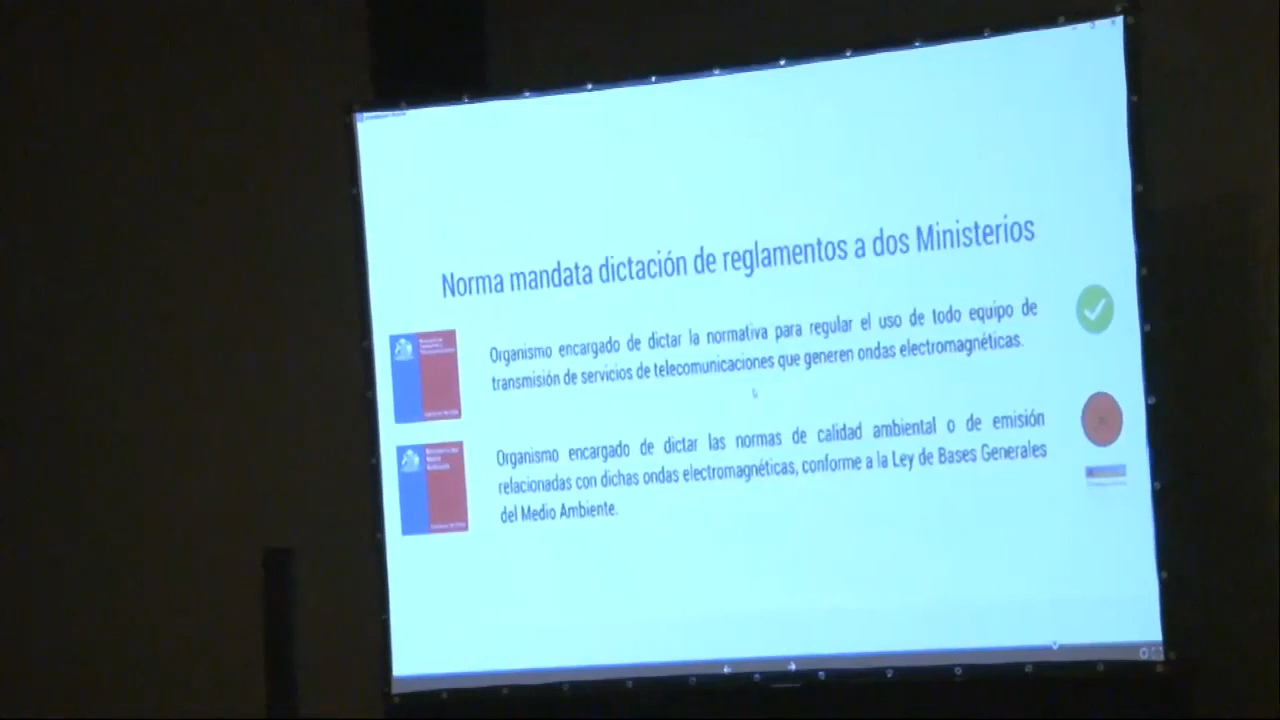 Norma mandata dictación de reglamentos a dos Ministerios
Organismo encargado de dictar la normativa para regular el uso de todo equipo de
transmisión de servicios de telecomunicaciones que generen ondas electromagnéticas.
Organismo encargado de dictar las normas de calidad ambiental o de emisión
relacionadas con dichas ondas electromagnéticas, conforme a la Ley de Bases Generales
del Medio Ambiente.